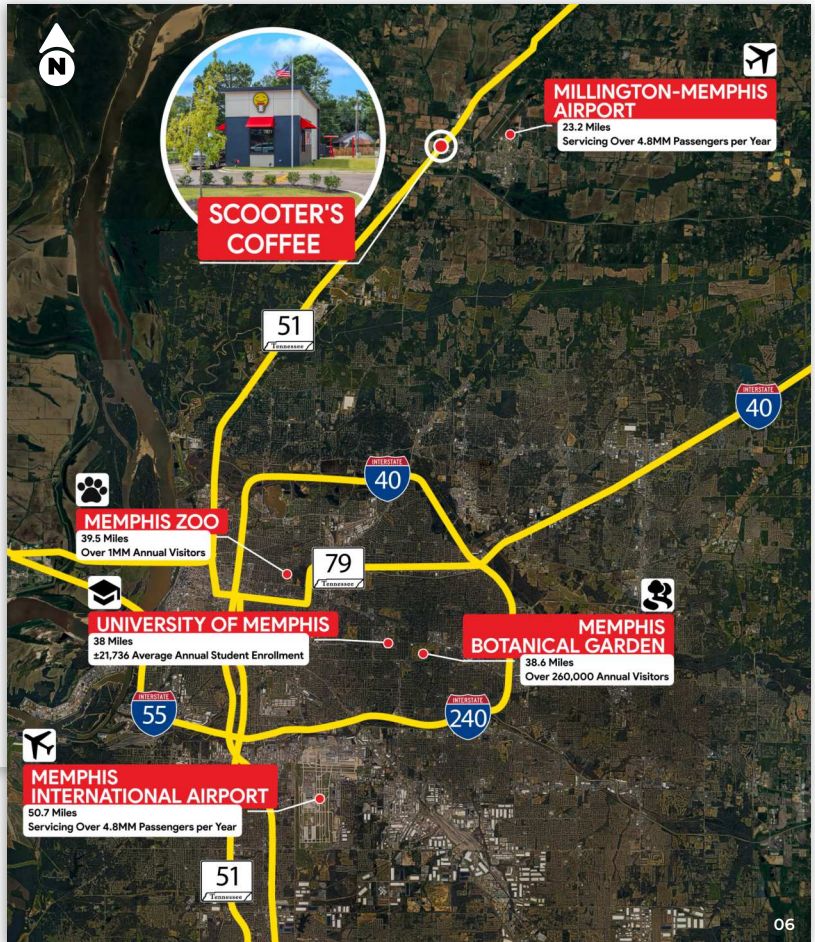 N
MILLINGTON-MEMPHIS
AIRPORT
23.2 Miles
Servicing Over 4.8MM Passengers per Year
SCOOTER'S
COFFEE
51
Tennessee
INTERSTATE
40
INTERSTATE
40
MEMPHIS ZOO
39.5 Miles
Over 1MM Annual Visitors
79
Tennessee
UNIVERSITY OF MEMPHIS
38 Miles
±21,736 Average Annual Student Enrollment
MEMPHIS
BOTANICAL GARDEN
38.6 Miles
Over 260,000 Annual Visitors
INTERSTATE
55
INTERSTATE
240
MEMPHIS
INTERNATIONAL AIRPORT
50.7 Miles
Servicing Over 4.8MM Passengers per Year
51
Tennessee
06